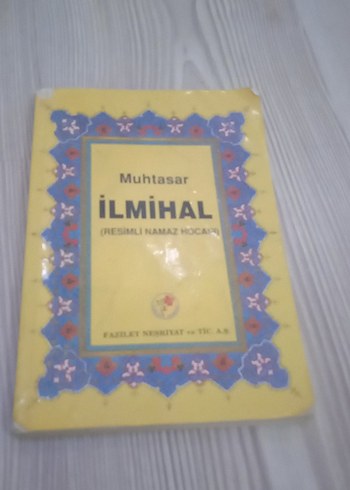 Muhtasar
İLMİHAL
(RESİMLİ NAMAZ HOCASI)
FAZİLET NEŞRİYAT ve TİC. A.Ş.